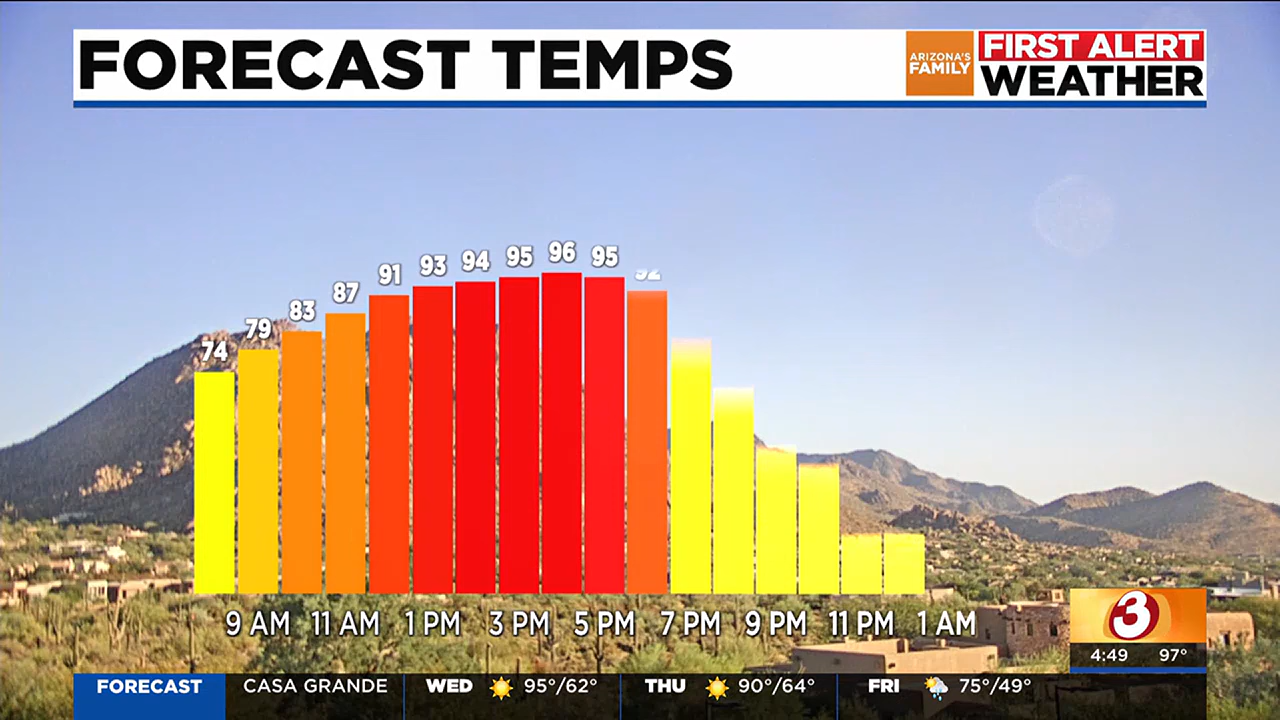 FORECAST TEMPS
ARIZONA'S
FAMILY
FIRST ALERT
WEATHER
74 79 83 87 91 93 94 95 96 95 92
9 AM 11 AM 1 PM 3 PM 5 PM 7 PM 9 PM 11 PM 1 AM
3
4:49 97°
FORECAST CASA GRANDE WED 95°/62° THU 90°/64° FRI 75°/49°